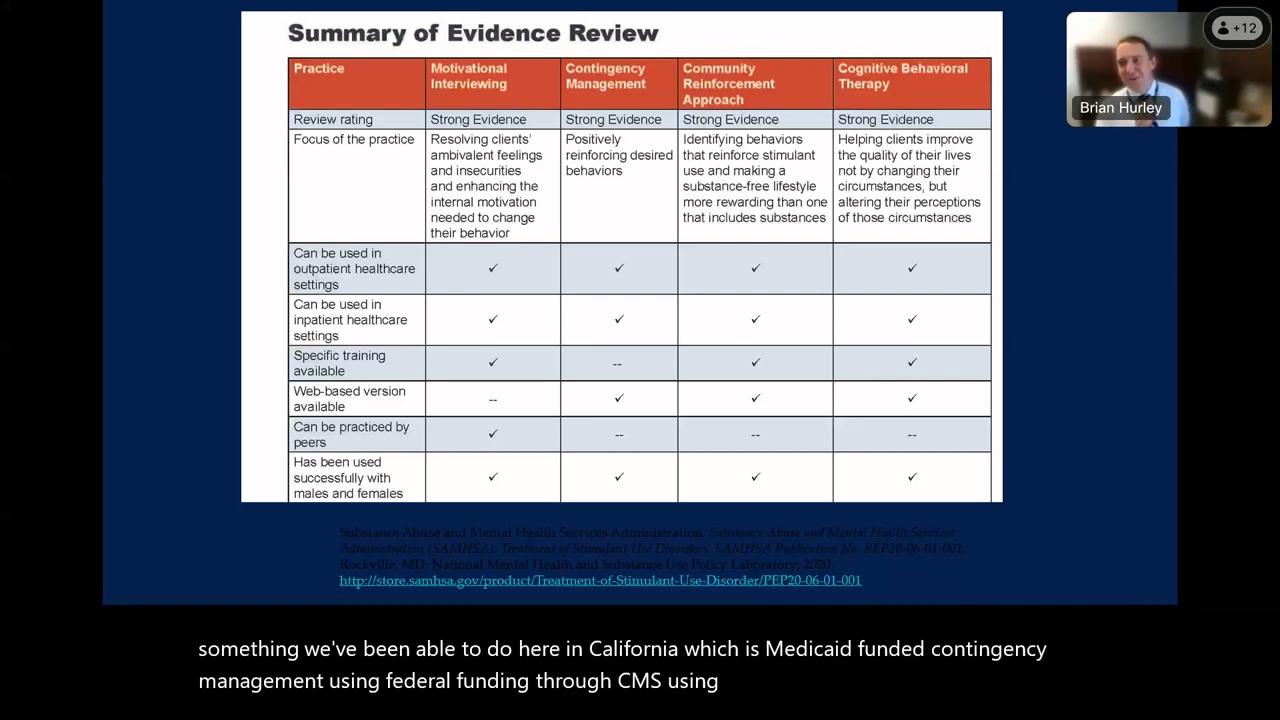 Summary of Evidence Review
Practice
Motivational
Interviewing
Contingency
Management
Community
Reinforcement
Approach
Cognitive Behavioral
Therapy
Review rating
Strong Evidence
Strong Evidence
Strong Evidence
Strong Evidence
Focus of the practice
Resolving clients'
ambivalent feelings
and insecurities
and enhancing the
internal motivation
needed to change
their behavior
Positively
reinforcing desired
behaviors
Identifying behaviors
that reinforce stimulant
use and making a
substance-free lifestyle
more rewarding than one
that includes substances
Helping clients improve
the quality of their lives
not by changing their
circumstances, but
altering their perceptions
of those circumstances
Can be used in
outpatient healthcare
settings
✓
✓
✓
✓
Can be used in
inpatient healthcare
settings
✓
✓
✓
✓
Specific training
available
✓
--
✓
✓
Web-based version
available
--
✓
✓
✓
Can be practiced by
peers
✓
--
--
--
Has been used
successfully with
males and females
✓
✓
✓
✓
Substance Abuse and Mental Health Services Administration. Substance Abuse and Mental Health Services
Administration (SAMHSA): Treatment of Stimulant Use Disorders. SAMHSA Publication No. PEP20-06-01-001.
Rockville, MD: National Mental Health and Substance Use Policy Laboratory; 2020.
http://store.samhsa.gov/product/Treatment-of-Stimulant-Use-Disorder/PEP20-06-01-001
+12
Brian Hurley
something we've been able to do here in California which is Medicaid funded contingency
management using federal funding through CMS using